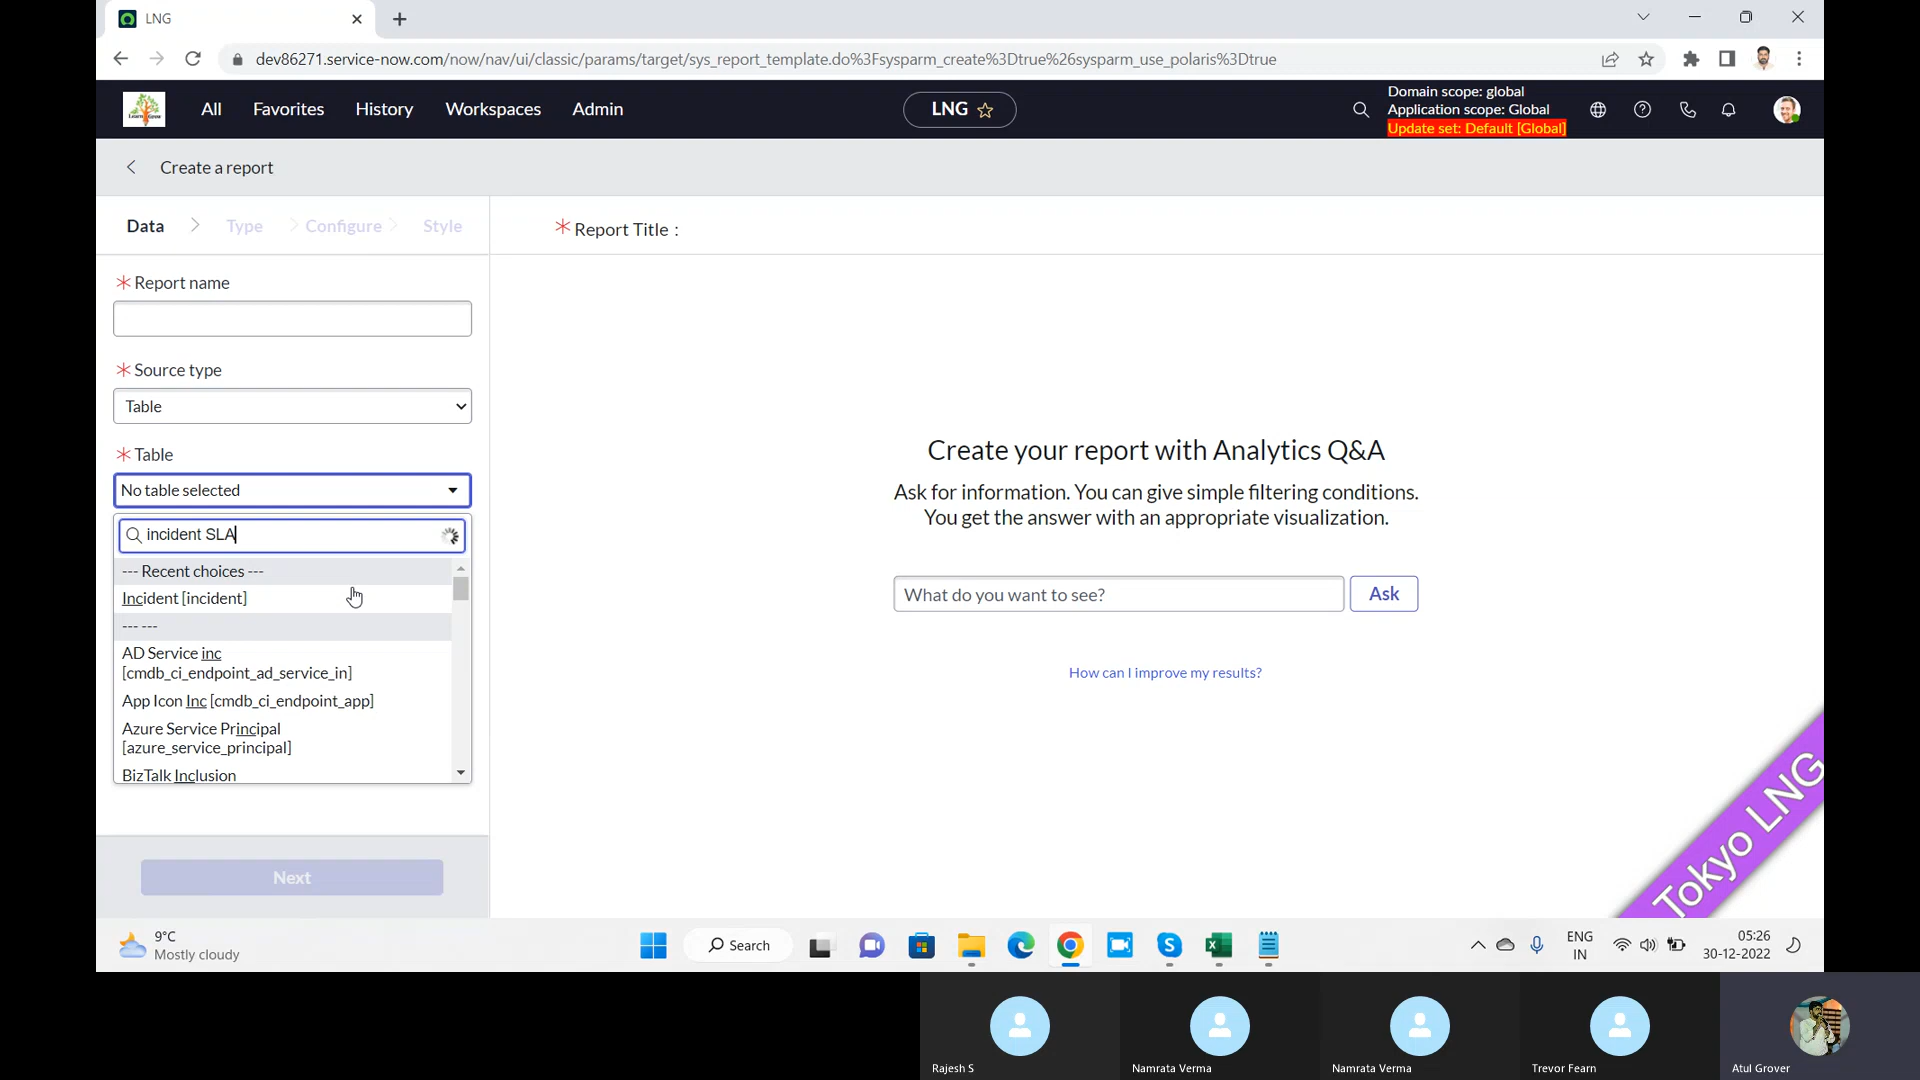 LNG
dev86271.service-now.com/now/nav/ui/classic/params/target/sys_report_template.do%3Fsysparm_create%3Dtrue%26sysparm_use_polaris%3Dtrue
All
Favorites
History
Workspaces
Admin
LNG
Domain scope: global
Application scope: Global
Update set: Default [Global]
Create a report
Data
Type
Configure
Style
* Report Title :
* Report name
* Source type
Table
* Table
No table selected
incident SLA
--- Recent choices ---
Incident [incident]
--- ---
AD Service inc
[cmdb_ci_endpoint_ad_service_in]
App Icon Inc [cmdb_ci_endpoint_app]
Azure Service Principal
[azure_service_principal]
BizTalk Inclusion
Next
Create your report with Analytics Q&A
Ask for information. You can give simple filtering conditions.
You get the answer with an appropriate visualization.
What do you want to see?
Ask
How can I improve my results?
Tokyo LNG
9°C
Mostly cloudy
Search
ENG
IN
05:26
30-12-2022
Rajesh S
Namrata Verma
Namrata Verma
Trevor Fearn
Atul Grover